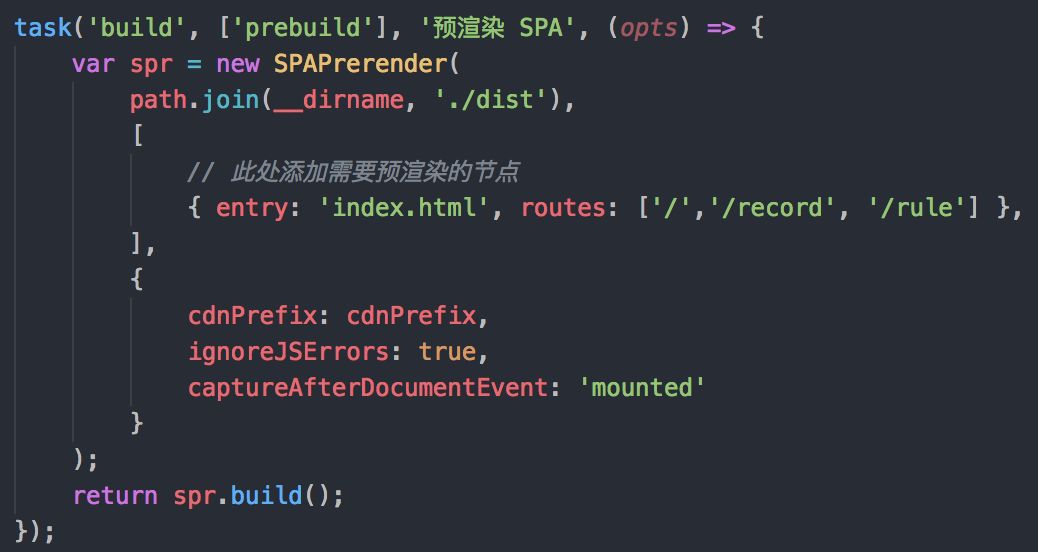 task('build', ['prebuild'], '预渲染 SPA', (opts) => {
    var spr = new SPAPrerender(
        path.join(__dirname, './dist'),
        [
            // 此处添加需要预渲染的节点
            { entry: 'index.html', routes: ['/','/record', '/rule'] },
        ],
        {
            cdnPrefix: cdnPrefix,
            ignoreJSErrors: true,
            captureAfterDocumentEvent: 'mounted'
        }
    );
    return spr.build();
});